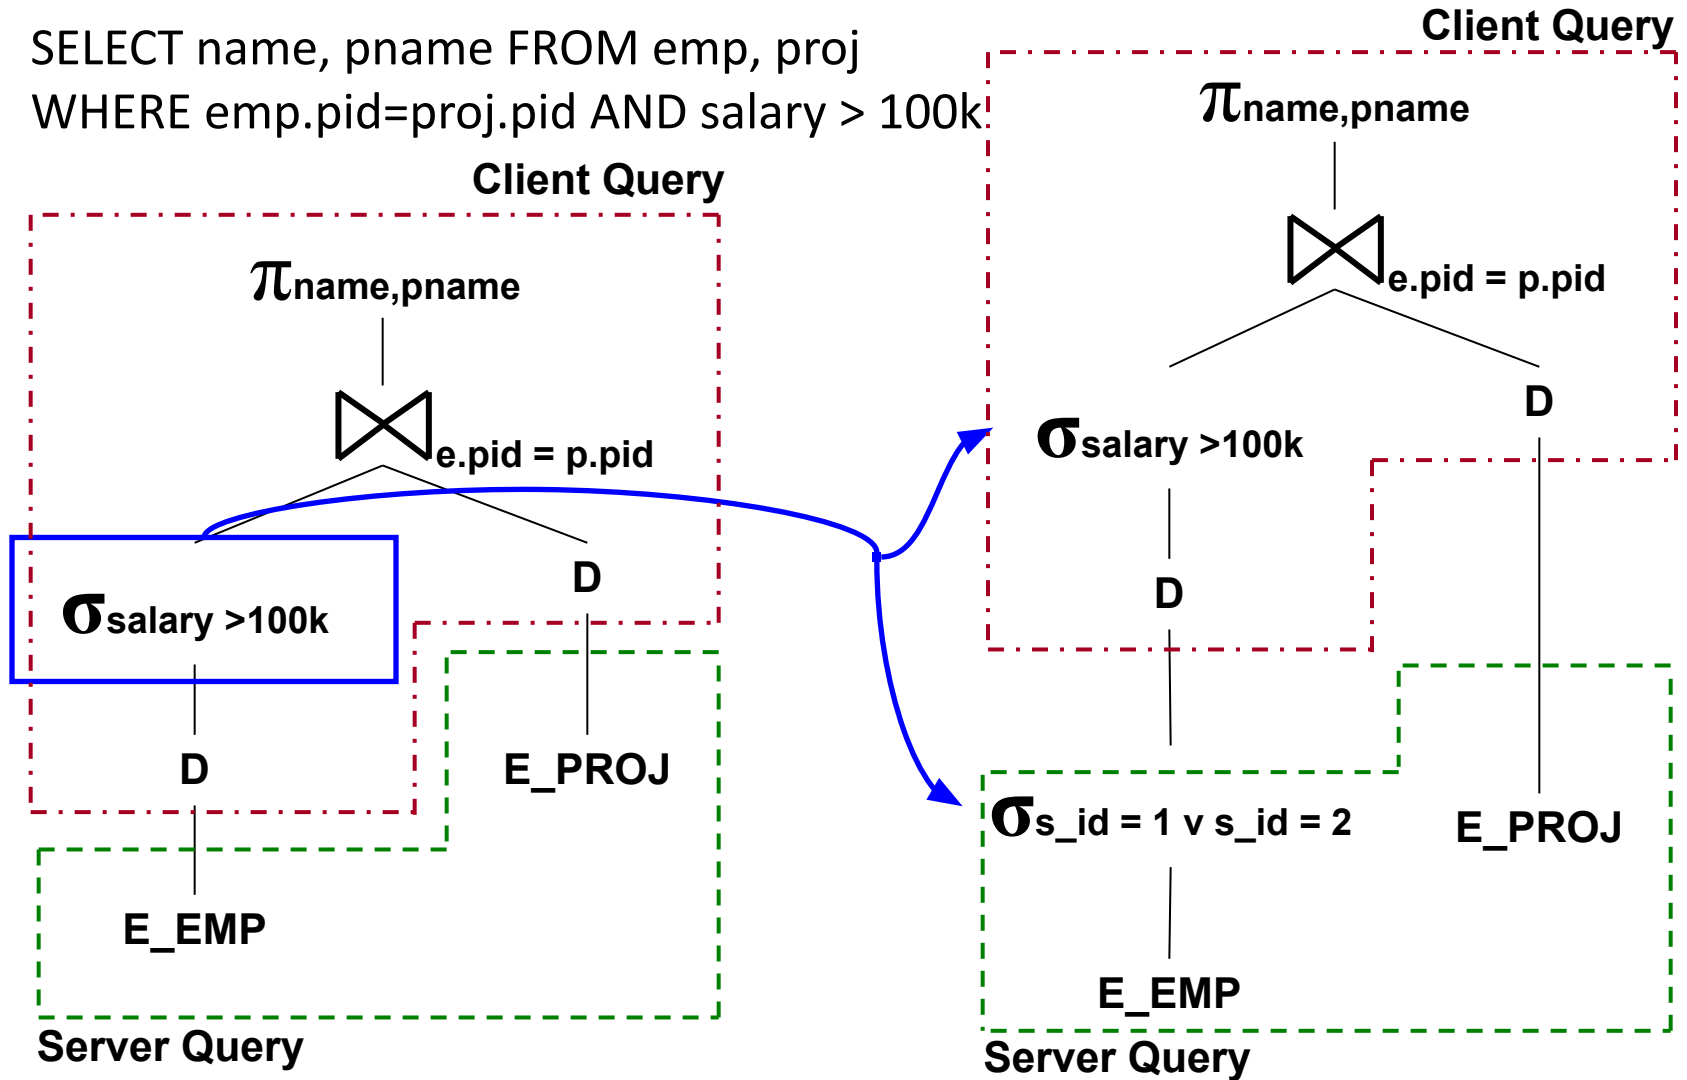 SELECT name, pname FROM emp, proj
WHERE emp.pid=proj.pid AND salary > 100k
Client Query
πname,pname
⋈e.pid = p.pid
σsalary >100k
D
D
E_PROJ
E_EMP
Server Query
Client Query
πname,pname
⋈e.pid = p.pid
σsalary >100k
D
D
σs_id = 1 v s_id = 2
E_PROJ
E_EMP
Server Query